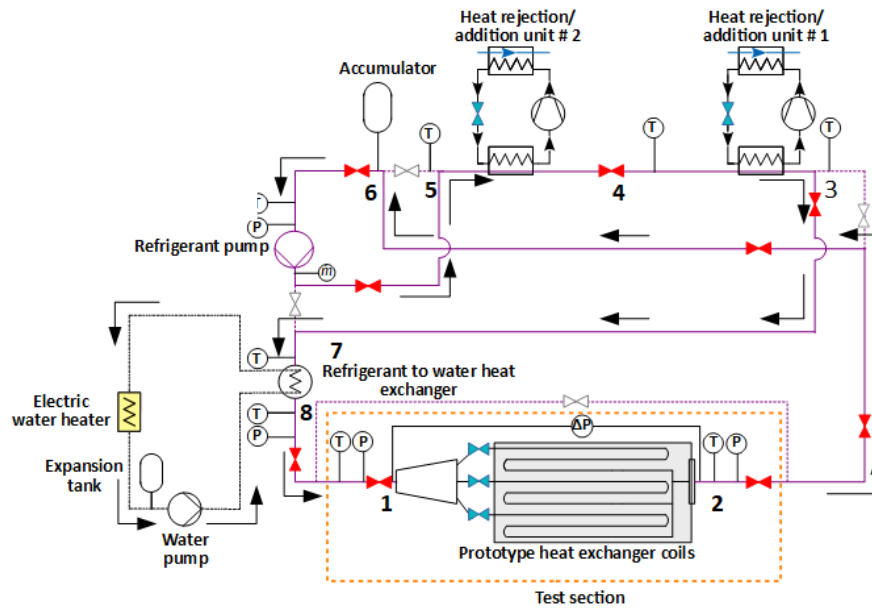 Heat rejection/
addition unit # 2
Heat rejection/
addition unit # 1
Accumulator
T
T
T
6
5
4
3
T
P
Refrigerant pump
ṁ
7
T
Refrigerant to water heat
exchanger
8
Electric
water heater
T
P
ΔP
Expansion
tank
T
P
T
P
1
2
Water
pump
Prototype heat exchanger coils
Test section